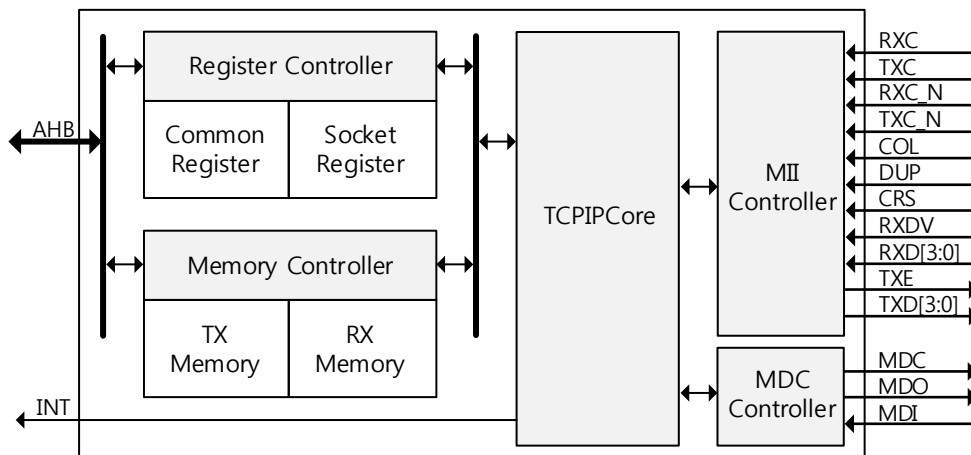 AHB
INT
Register Controller
Common
Register
Socket
Register
Memory Controller
TX
Memory
RX
Memory
TCPIPCore
MII
Controller
MDC
Controller
RXC
TXC
RXC_N
TXC_N
COL
DUP
CRS
RXDV
RXD[3:0]
TXE
TXD[3:0]
MDC
MDO
MDI